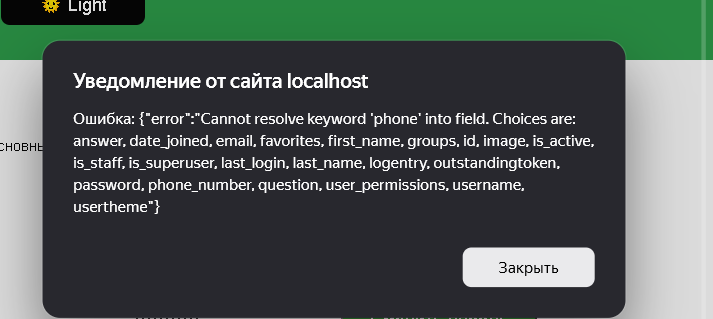 🌞 Light
Уведомление от сайта localhost
Ошибка: {"error":"Cannot resolve keyword 'phone' into field. Choices are:
answer, date_joined, email, favorites, first_name, groups, id, image, is_active,
is_staff, is_superuser, last_login, last_name, logentry, outstandingtoken,
password, phone_number, question, user_permissions, username,
usertheme"}
Закрыть